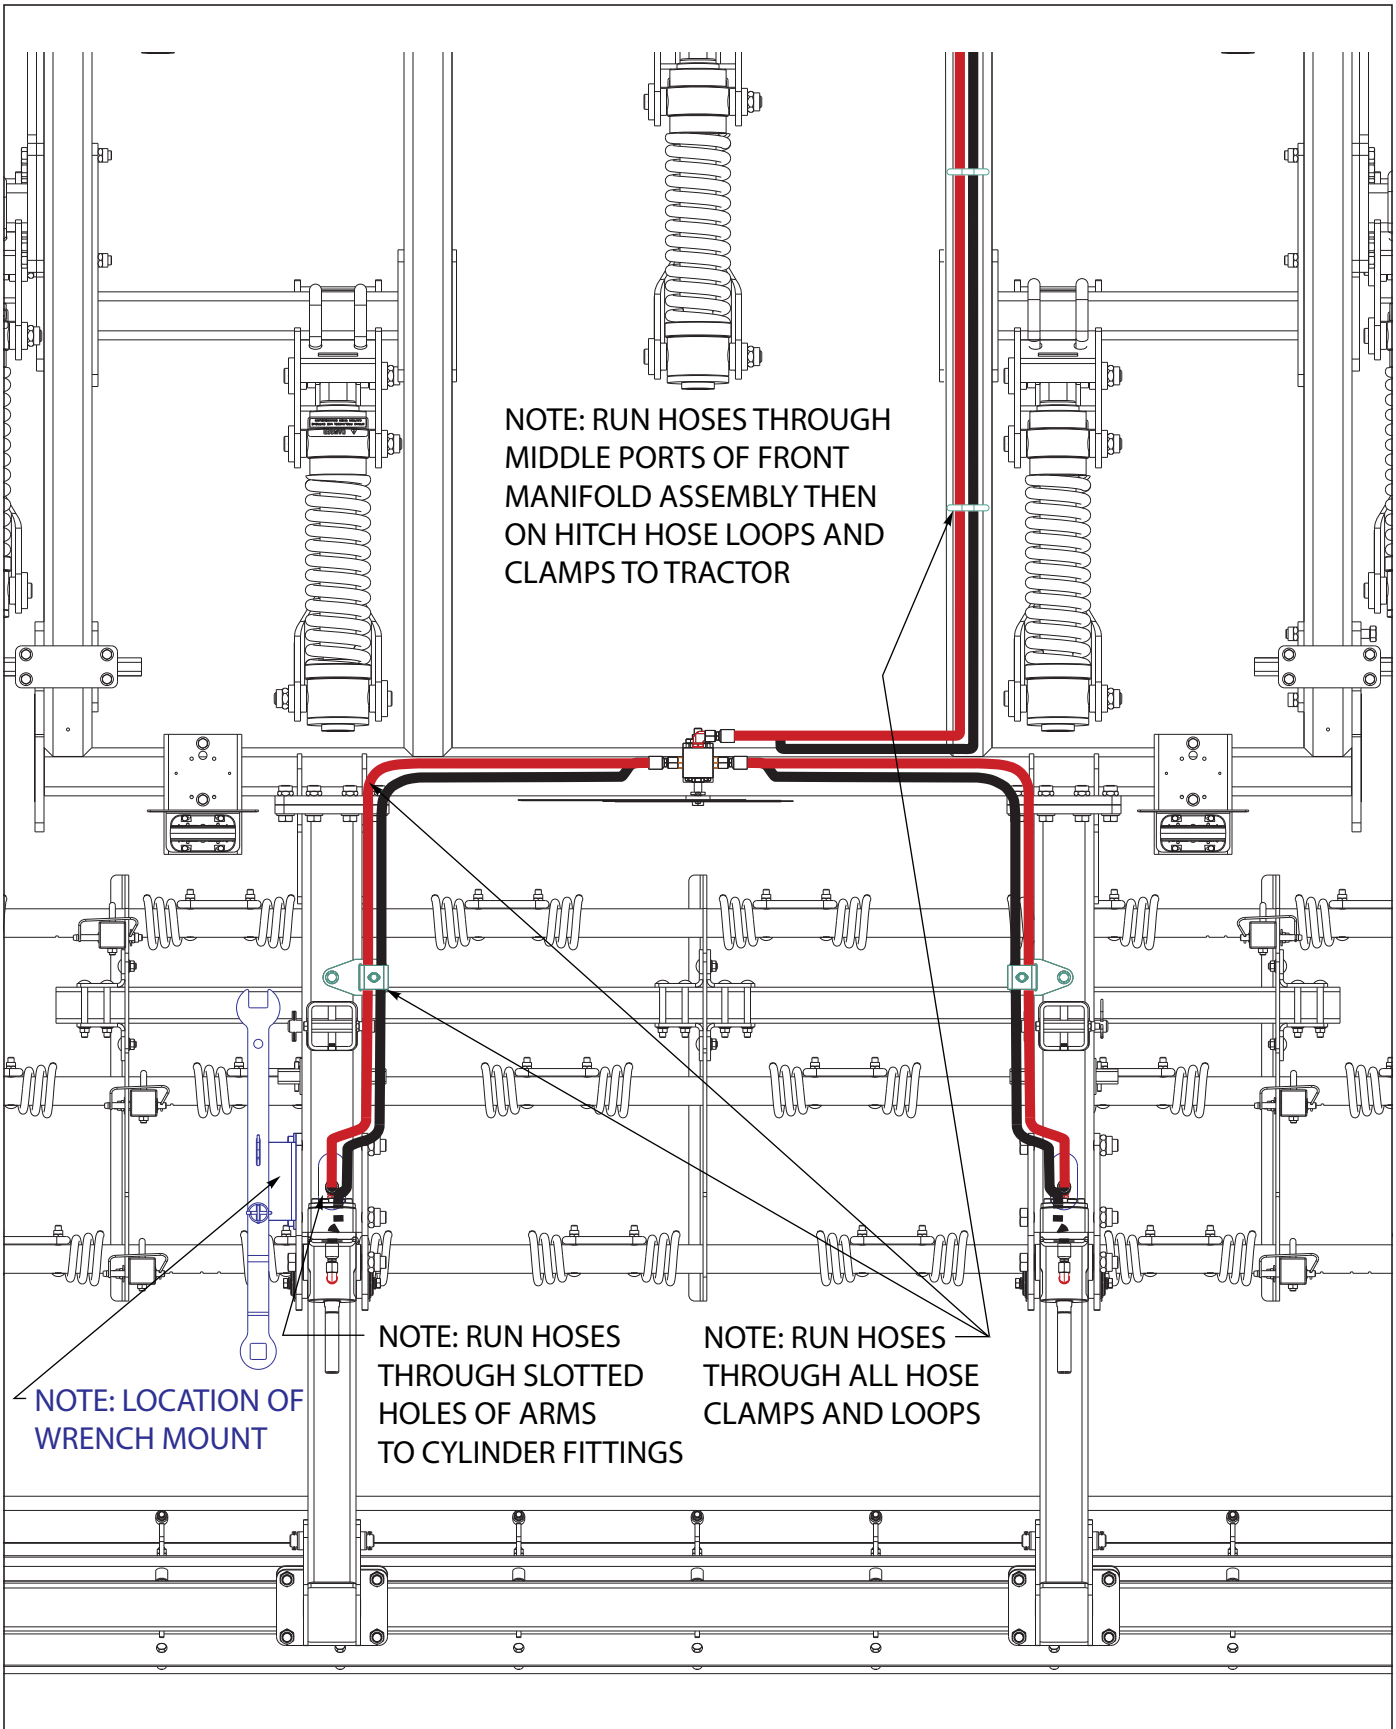 NOTE: RUN HOSES THROUGH
MIDDLE PORTS OF FRONT
MANIFOLD ASSEMBLY THEN
ON HITCH HOSE LOOPS AND
CLAMPS TO TRACTOR
NOTE: RUN HOSES
THROUGH SLOTTED
HOLES OF ARMS
TO CYLINDER FITTINGS
NOTE: RUN HOSES
THROUGH ALL HOSE
CLAMPS AND LOOPS
NOTE: LOCATION OF
WRENCH MOUNT